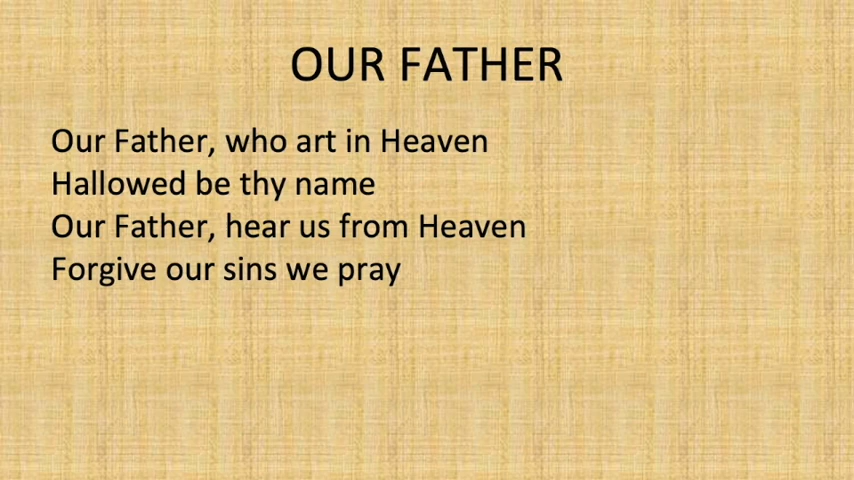 OUR FATHER
Our Father, who art in Heaven
Hallowed be thy name
Our Father, hear us from Heaven
Forgive our sins we pray